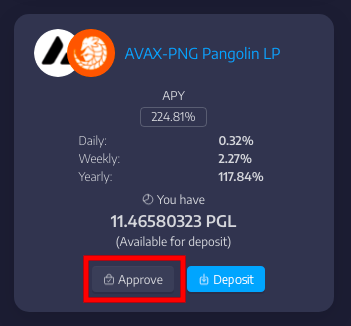 AVAX-PNG Pangolin LP
APY
224.81%
Daily: 0.32%
Weekly: 2.27%
Yearly: 117.84%
You have
11.46580323 PGL
(Available for deposit)
Approve Deposit